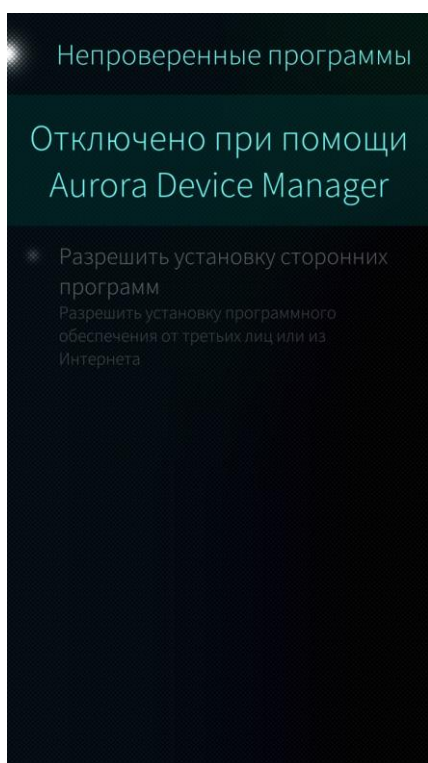 Непроверенные программы
Отключено при помощи
Aurora Device Manager
Разрешить установку сторонних
программ
Разрешить установку программного
обеспечения от третьих лиц или из
Интернета